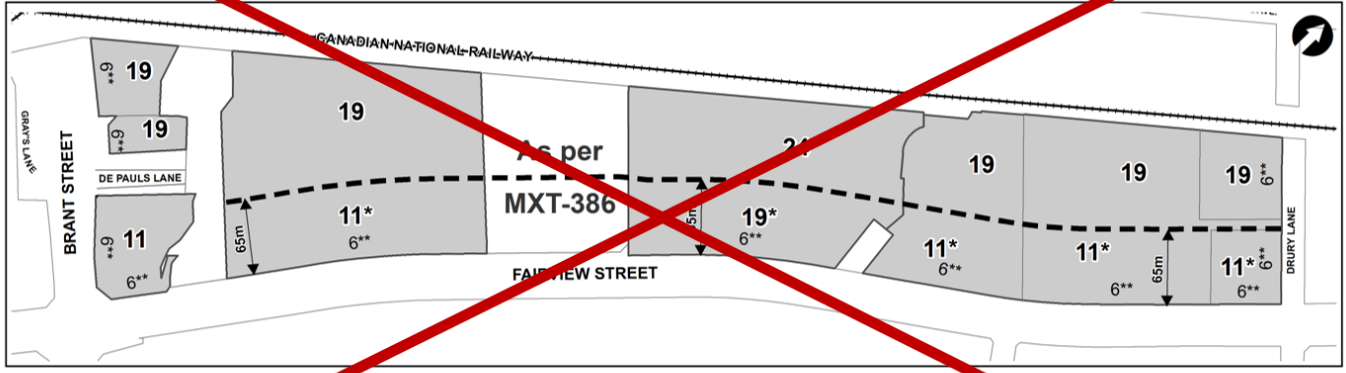 CANADIAN NATIONAL RAILWAY
6**
19
19
6**
19
24
19
19
19
6**
As per
MXT-386
GRAY'S LANE
BRANT STREET
DE PAULS LANE
11
6**
6**
65m
11*
6**
5m
19*
6**
11*
6**
11*
6**
65m
11*
6**
6**
DRURY LANE
FAIRVIEW STREET